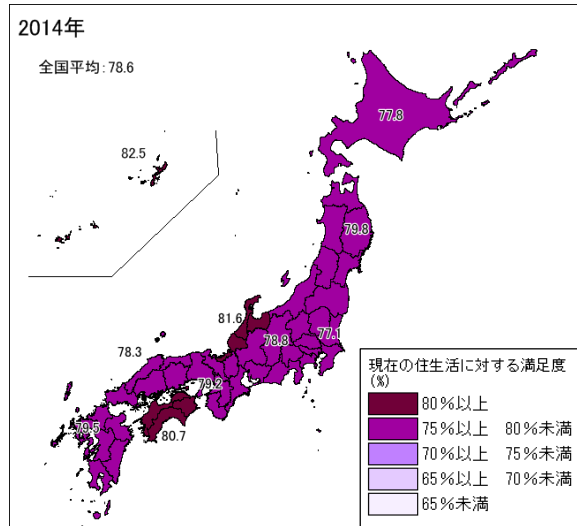 2014年
全国平均:78.6
77.8
82.5
79.8
81.6
77.1
78.8
78.3
79.2
79.5
80.7
現在の住生活に対する満足度
(%)
80%以上
75%以上 80%未満
70%以上 75%未満
65%以上 70%未満
65%未満